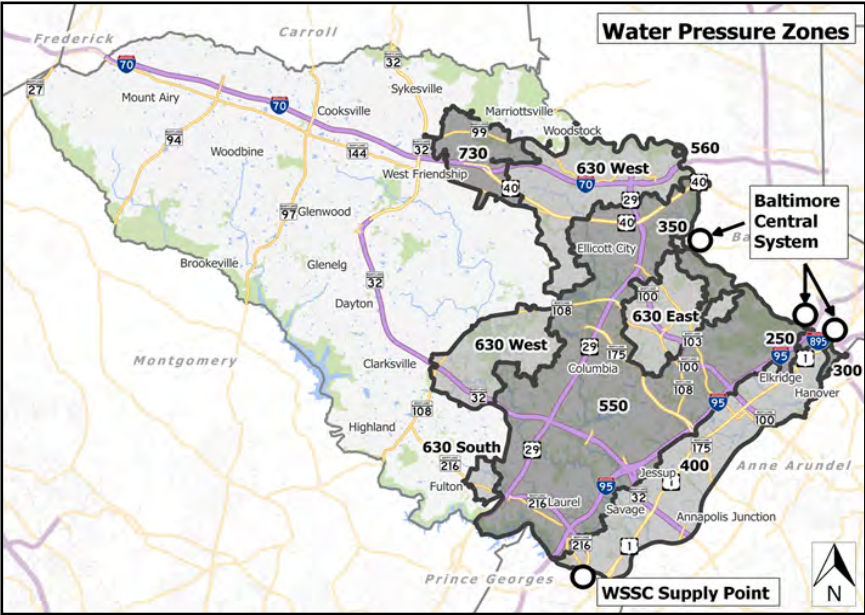 Water Pressure Zones
Frederick
Carroll
70
32
27
Mount Airy
Sykesville
70
Cooksville
Marriottsville
99
Woodstock
94
Woodbine
144
32
730
630 West
560
West Friendship
40
70
40
29
Baltimore
Central
System
97
Glenwood
40
350
Ellicott City
Ba
Brookeville
Glenelg
32
100
Dayton
108
630 East
Montgomery
630 West
29
175
103
250
895
95
1
300
Clarksville
Columbia
100
Elkridge
Hanover
32
108
95
108
550
100
Highland
630 South
29
175
216
400
Anne Arundel
Fulton
Jessup
95
1
32
216
Laurel
Savage
Annapolis Junction
216
1
Prince Georges
WSSC Supply Point
N